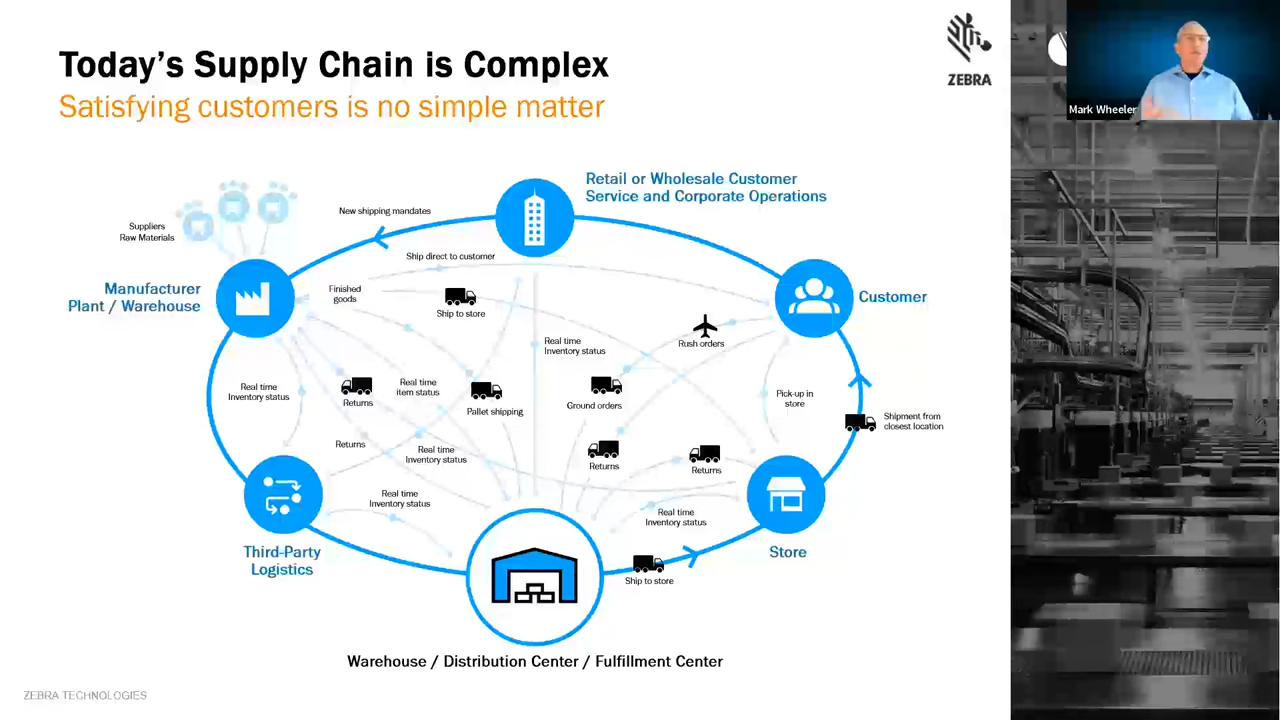 Today's Supply Chain is Complex
Satisfying customers is no simple matter
ZEBRA
Mark Wheeler
Retail or Wholesale Customer
Service and Corporate Operations
New shipping mandates
Suppliers
Raw Materials
Ship direct to customer
Manufacturer
Plant / Warehouse
Finished
goods
Ship to store
Customer
Rush orders
Real time
Inventory status
Real time
Inventory status
Returns
Real time
item status
Pallet shipping
Ground orders
Pick-up in
store
Shipment from
closest location
Returns
Real time
Inventory status
Returns
Returns
Real time
Inventory status
Real time
Inventory status
Third-Party
Logistics
Store
Ship to store
Warehouse / Distribution Center / Fulfillment Center
ZEBRA TECHNOLOGIES